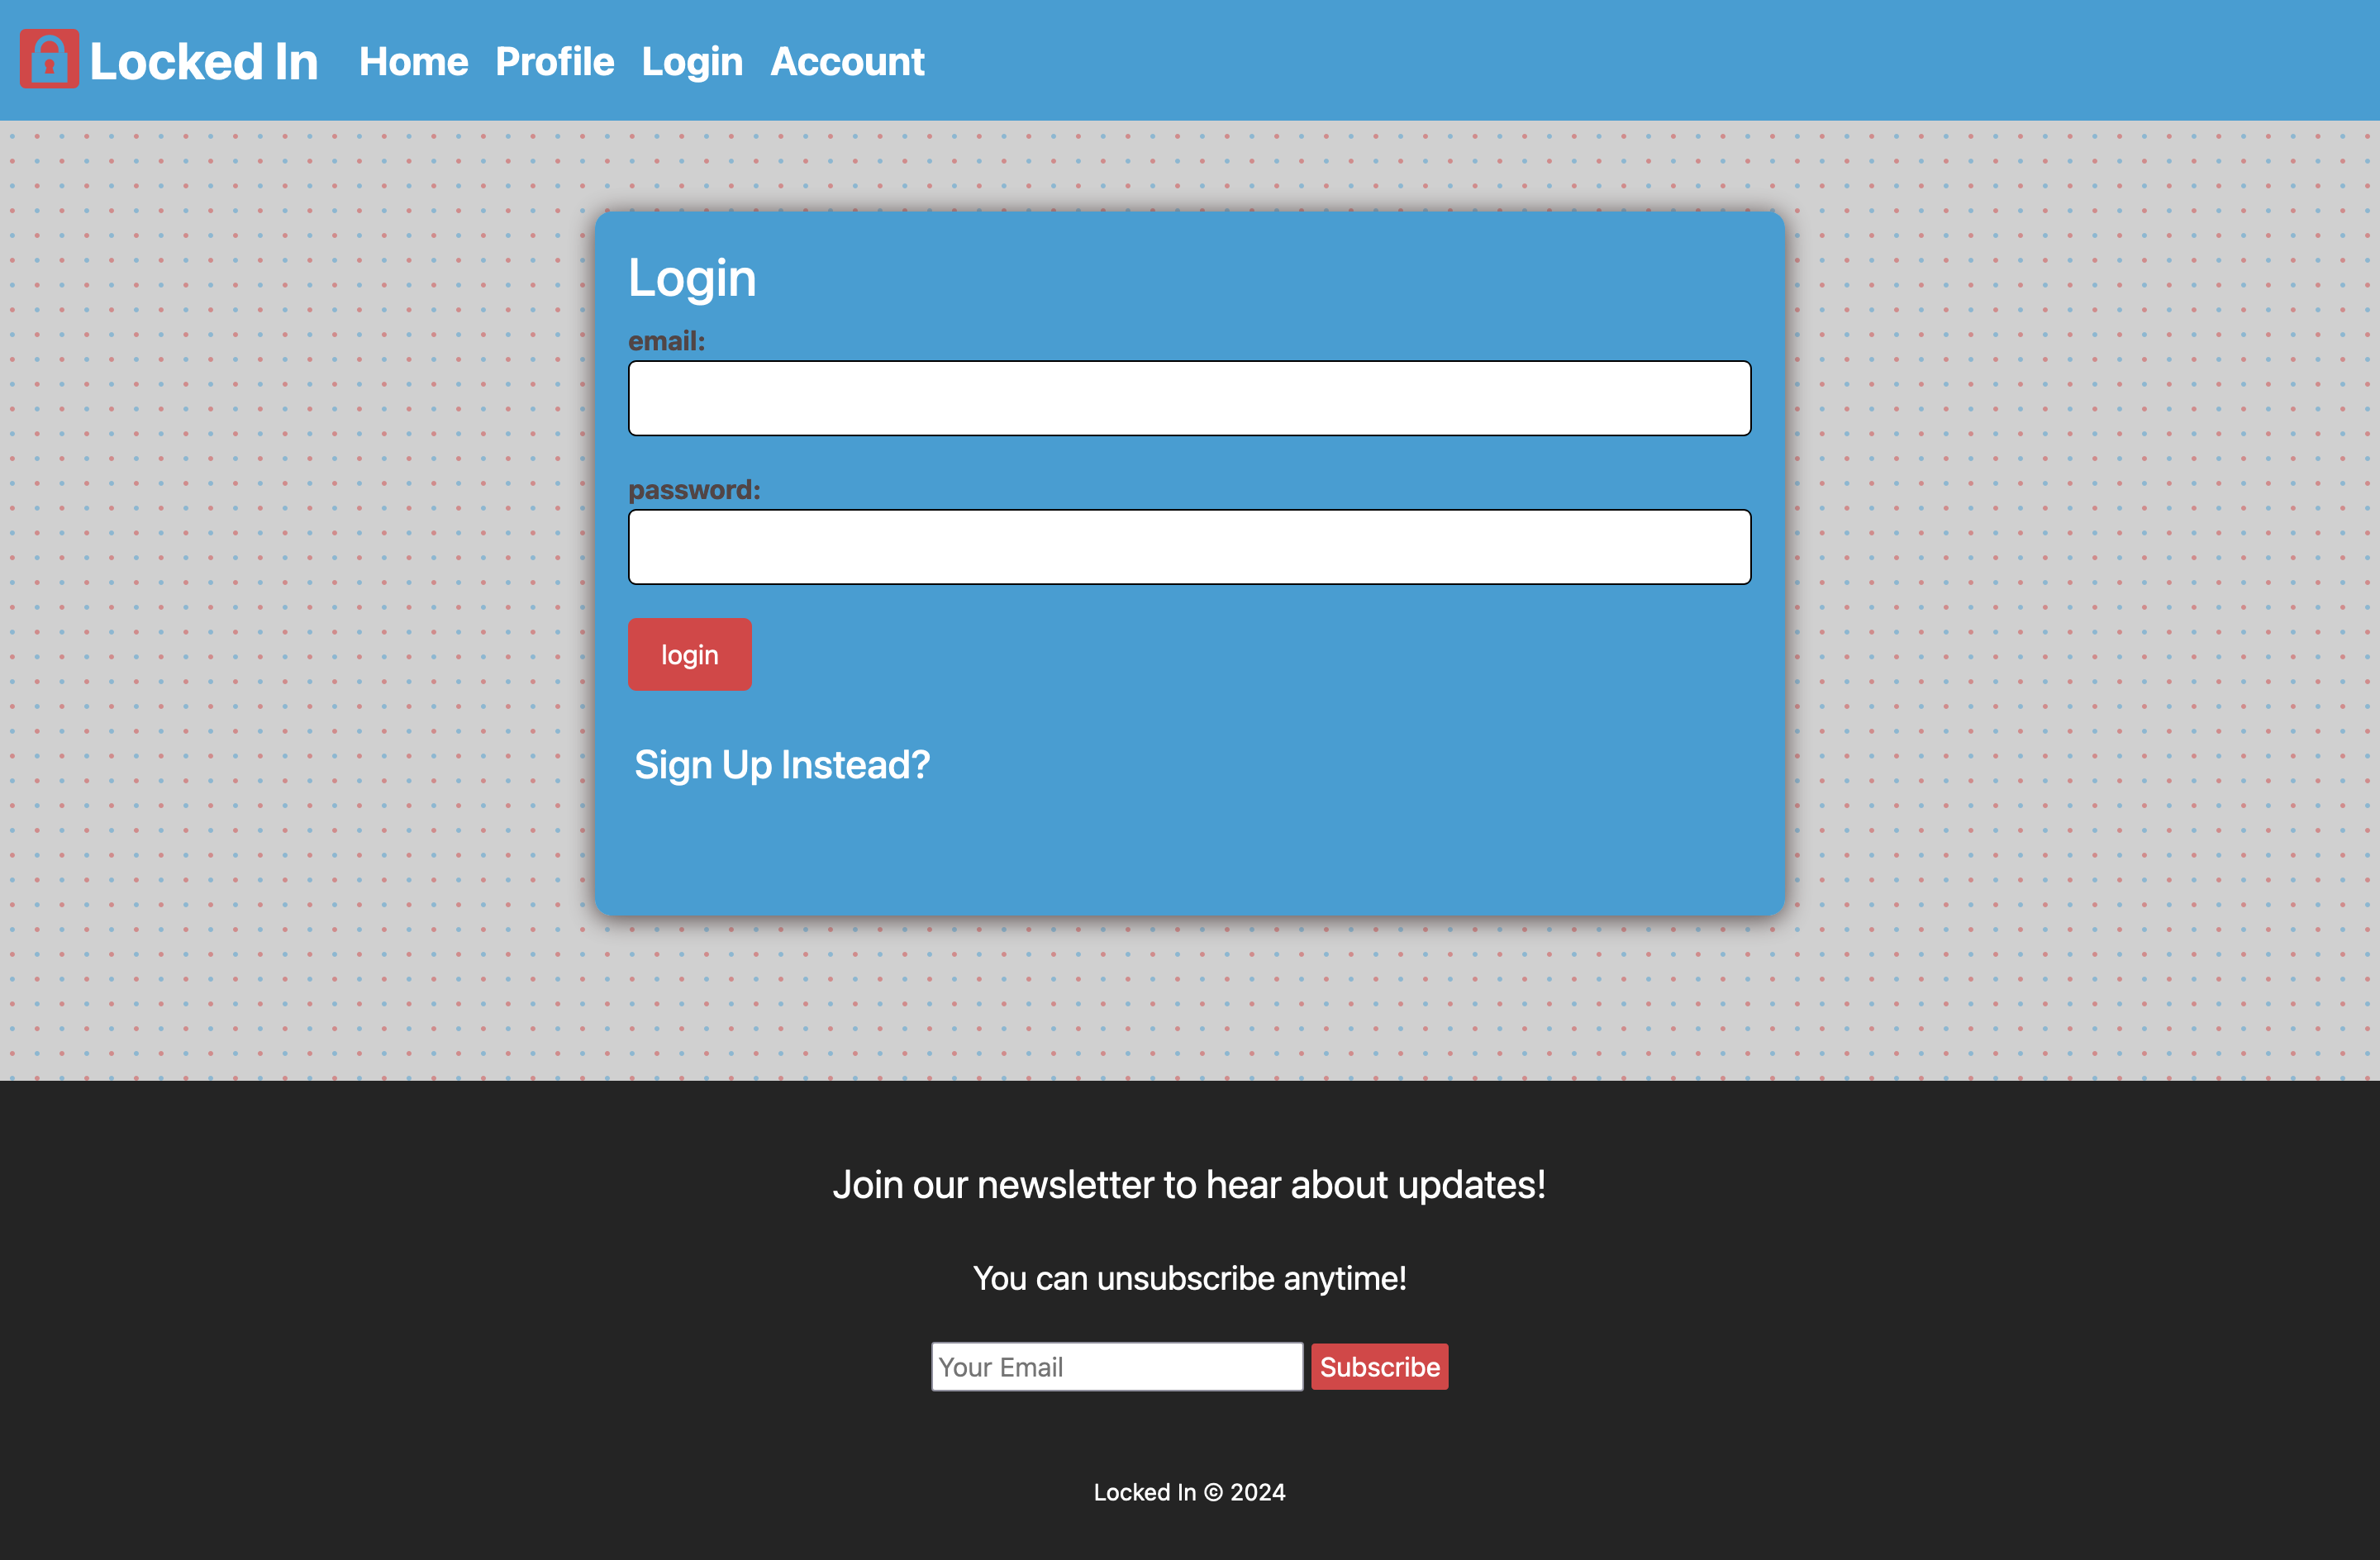 Locked In Home Profile Login Account
Login
email:
password:
login
Sign Up Instead?
Join our newsletter to hear about updates!
You can unsubscribe anytime!
Your Email Subscribe
Locked In © 2024